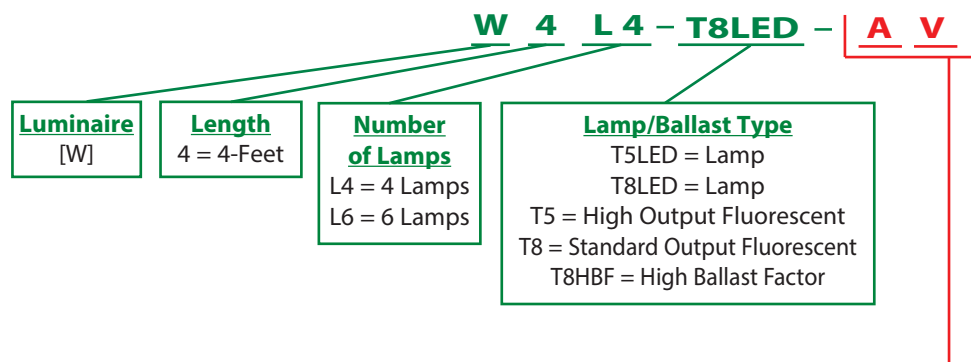 W 4 L 4 - T8LED - A V
Luminaire
[W]
Length
4 = 4-Feet
Number
of Lamps
L4 = 4 Lamps
L6 = 6 Lamps
Lamp/Ballast Type
T5LED = Lamp
T8LED = Lamp
T5 = High Output Fluorescent
T8 = Standard Output Fluorescent
T8HBF = High Ballast Factor